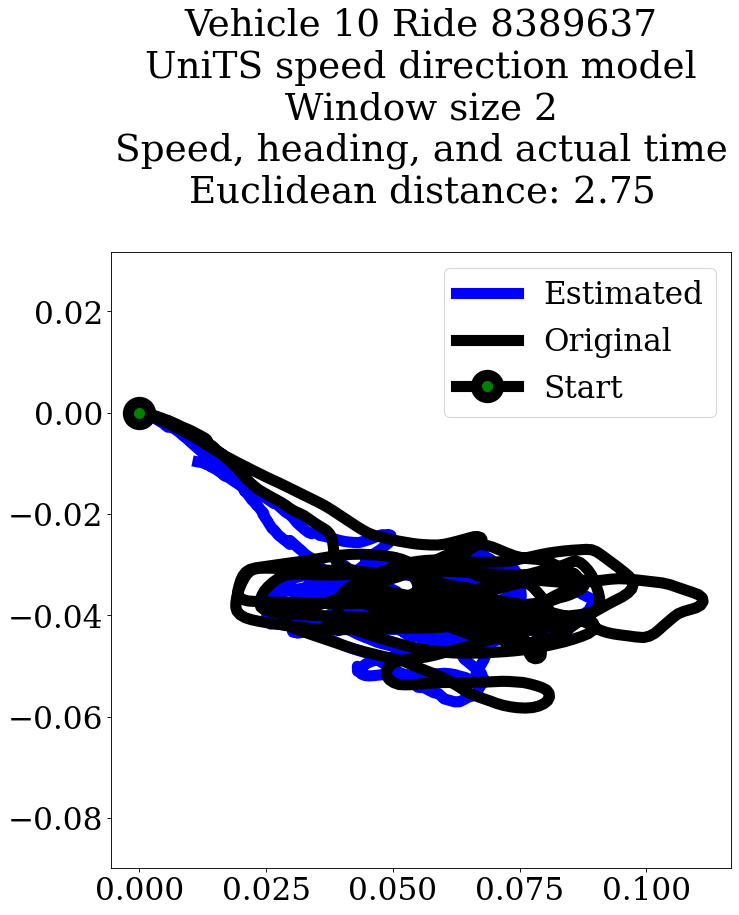 Vehicle 10 Ride 8389637
UniTS speed direction model
Window size 2
Speed, heading, and actual time
Euclidean distance: 2.75
Estimated
Original
Start
0.02
0.00
−0.02
−0.04
−0.06
−0.08
0.000 0.025 0.050 0.075 0.100